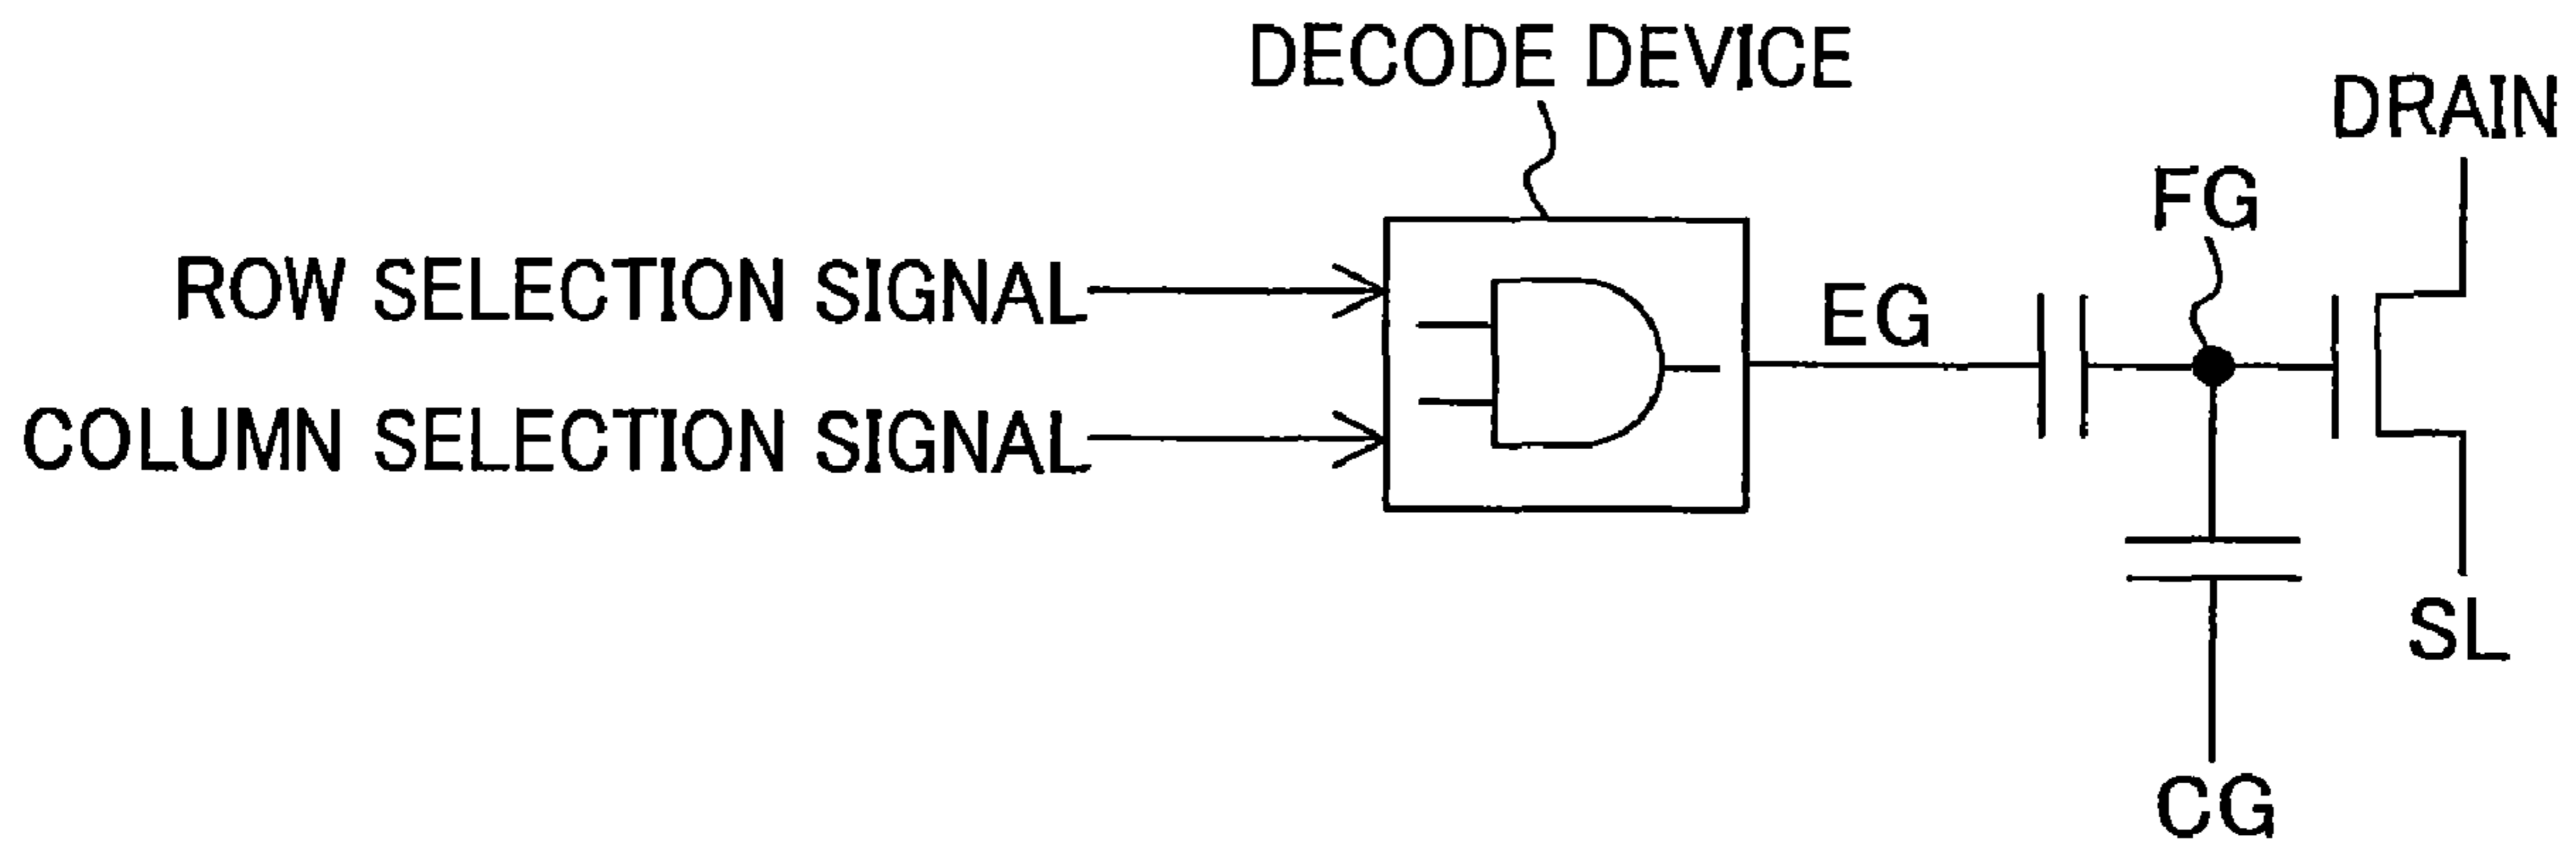 DECODE DEVICE
DRAIN
FG
ROW SELECTION SIGNAL
EG
COLUMN SELECTION SIGNAL
SL
CG